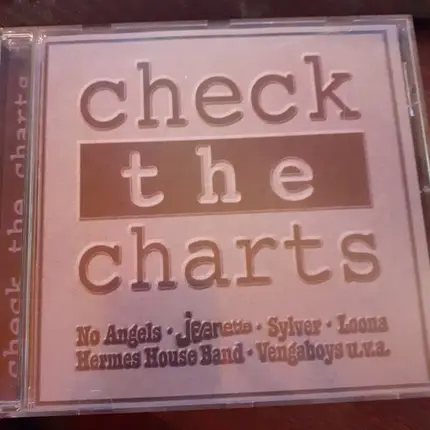 check the charts
check
the
charts
No Angels · jeanette · Sylver · Loona
Hermes House Band · Vengaboys u.v.a.